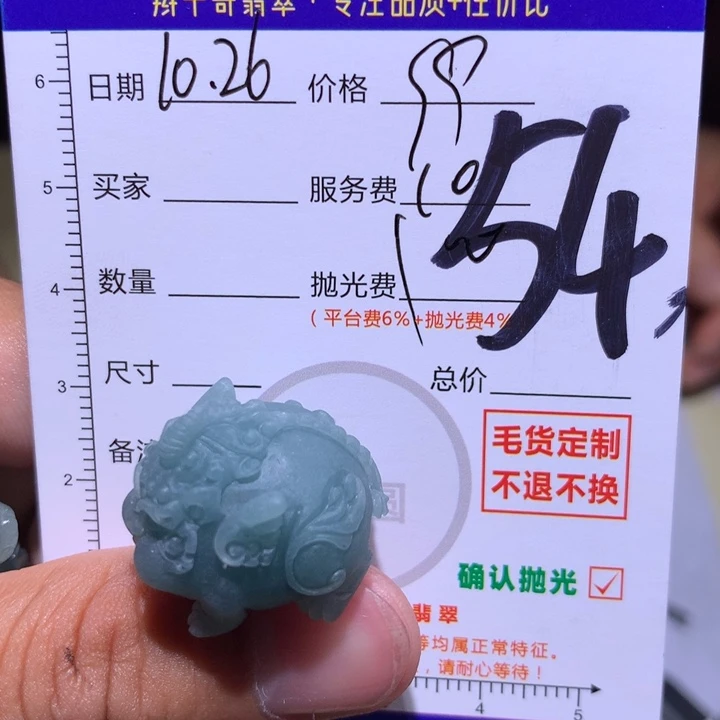 翡翠·专注品质+性价比
日期 10.26 价格
买家 服务费 10
数量 抛光费
(平台费6%+抛光费4%
尺寸 总价
54
备注
毛货定制
不退不换
确认抛光 ☑
翡翠
等均属正常特征。
，请耐心等待！
6
5
4
3
2
4 5